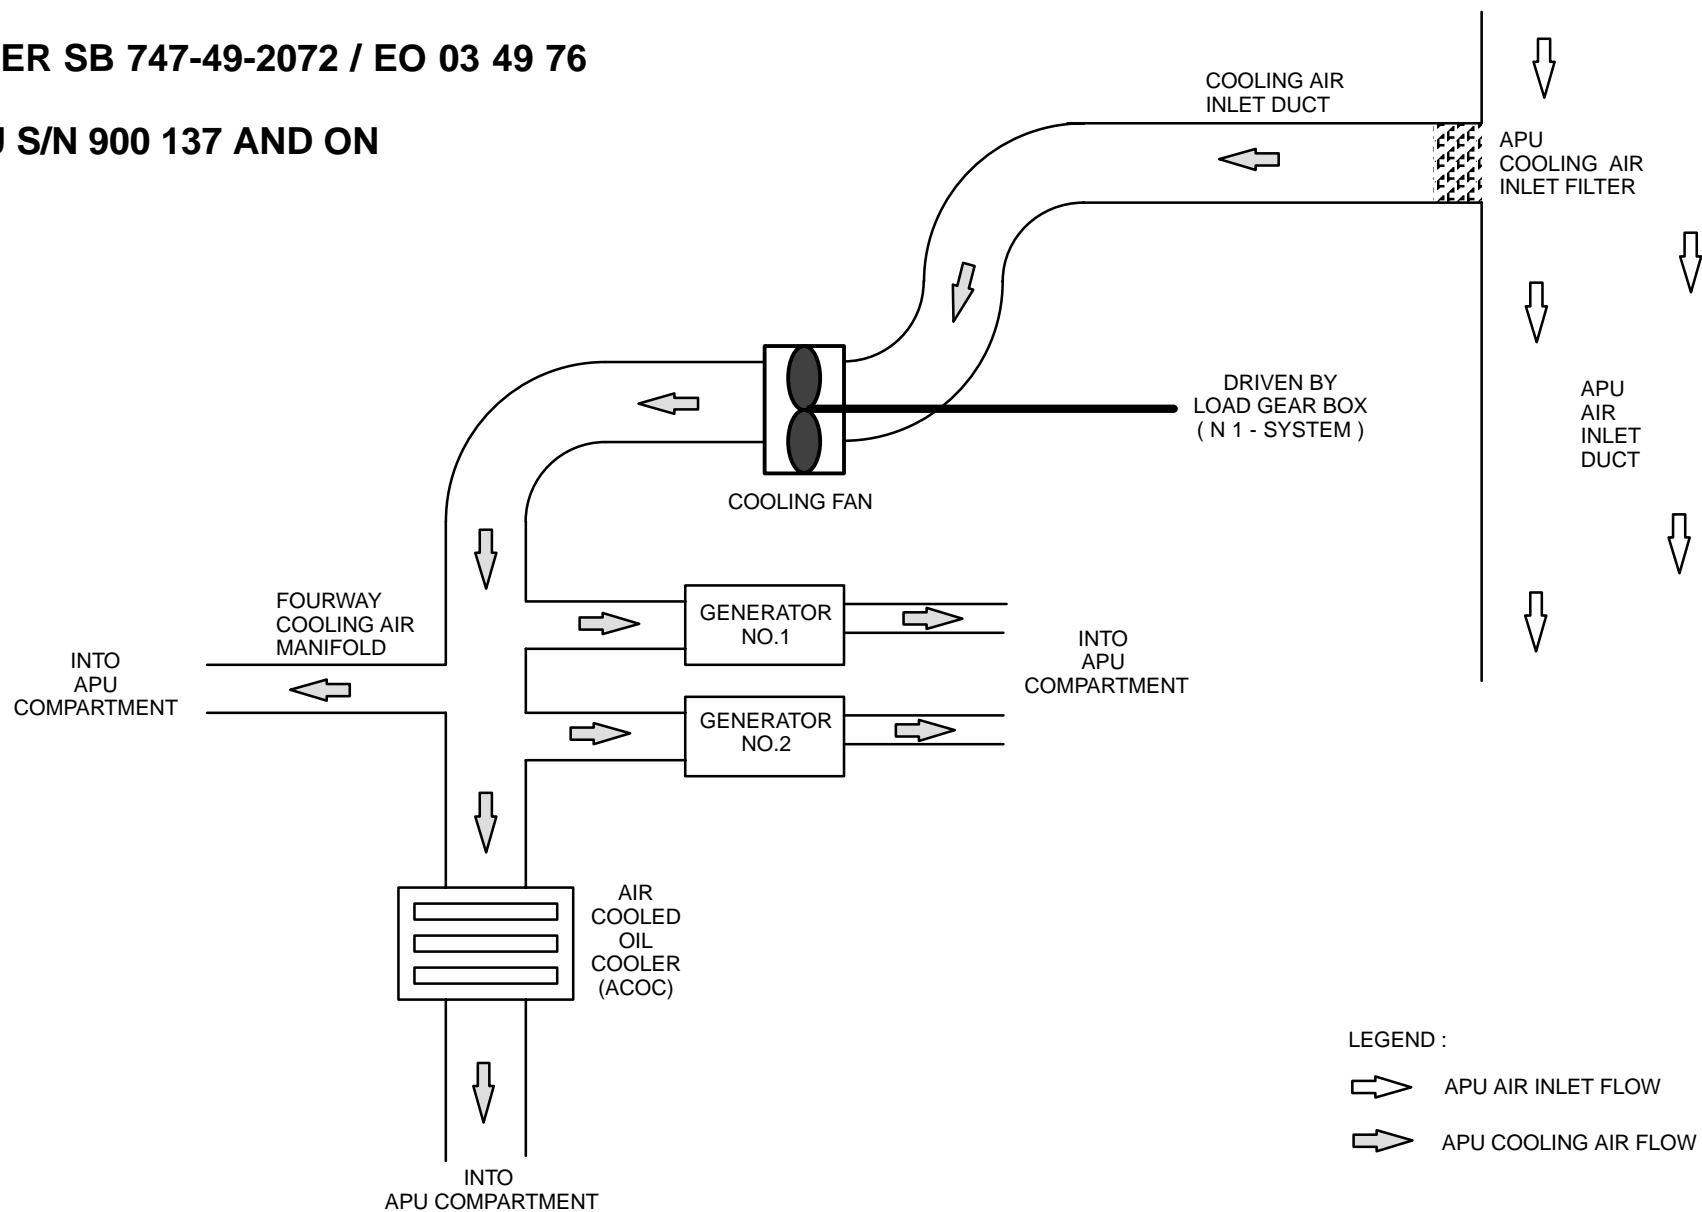 ER SB 747-49-2072 / EO 03 49 76
S/N 900 137 AND ON
COOLING AIR
INLET DUCT
APU
COOLING AIR
INLET FILTER
DRIVEN BY
LOAD GEAR BOX
( N 1 - SYSTEM )
APU
AIR
INLET
DUCT
COOLING FAN
FOURWAY
COOLING AIR
MANIFOLD
INTO
APU
COMPARTMENT
GENERATOR
NO.1
GENERATOR
NO.2
INTO
APU
COMPARTMENT
AIR
COOLED
OIL
COOLER
(ACOC)
INTO
APU COMPARTMENT
LEGEND :
APU AIR INLET FLOW
APU COOLING AIR FLOW